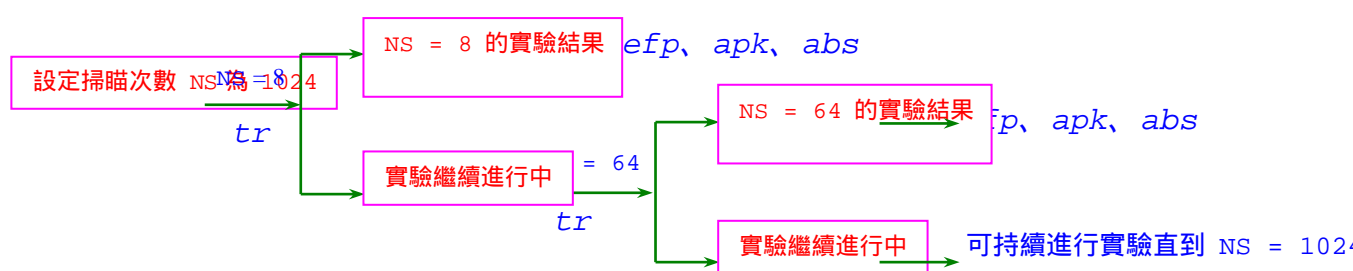 設定掃瞄次數 NS 為 1024
NS = 8
tr
NS = 8 的實驗結果
efp、apk、abs
實驗繼續進行中
= 64
tr
NS = 64 的實驗結果
fp、apk、abs
實驗繼續進行中
可持續進行實驗直到 NS = 1024